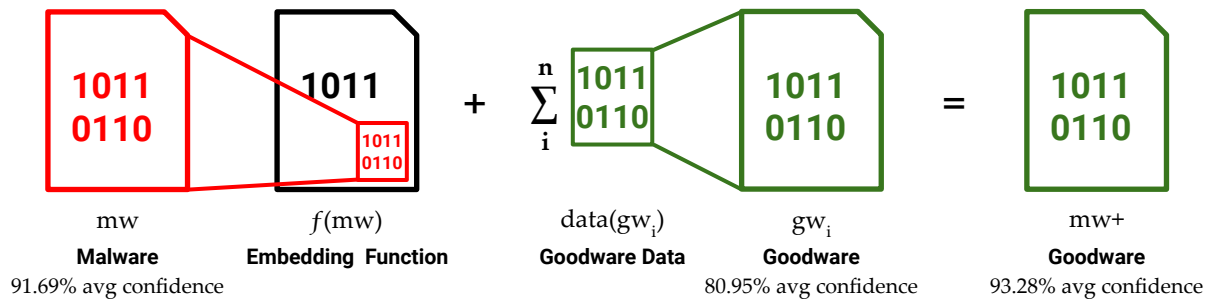 1011
0110
mw
Malware
91.69% avg confidence
1011
1011
0110
f(mw)
Embedding Function
+
n
∑
i
1011
0110
data(gwᵢ)
Goodware Data
1011
0110
gwᵢ
Goodware
80.95% avg confidence
=
1011
0110
mw+
Goodware
93.28% avg confidence